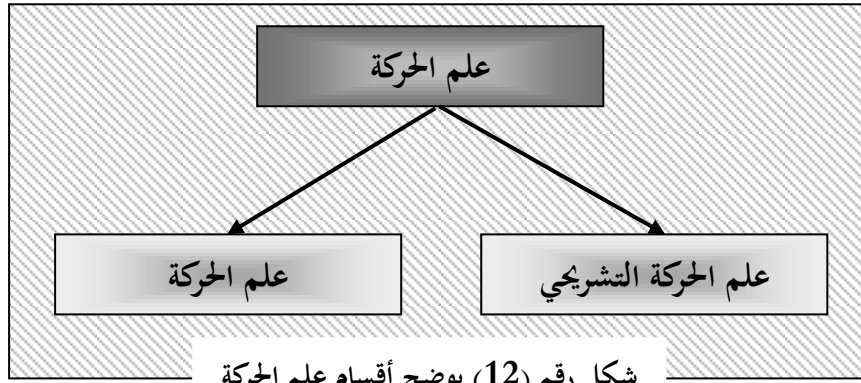 علم الحركة
علم الحركة التشريحي
علم الحركة
شكل رقم (12) يوضح أقسام علم الحركة